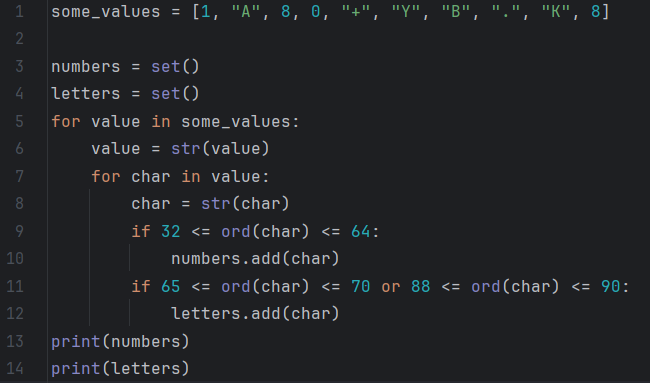 1 some_values = [1, "A", 8, 0, "+", "Y", "B", ".", "K", 8]
2
3 numbers = set()
4 letters = set()
5 for value in some_values:
6     value = str(value)
7     for char in value:
8         char = str(char)
9         if 32 <= ord(char) <= 64:
10             numbers.add(char)
11         if 65 <= ord(char) <= 70 or 88 <= ord(char) <= 90:
12             letters.add(char)
13 print(numbers)
14 print(letters)